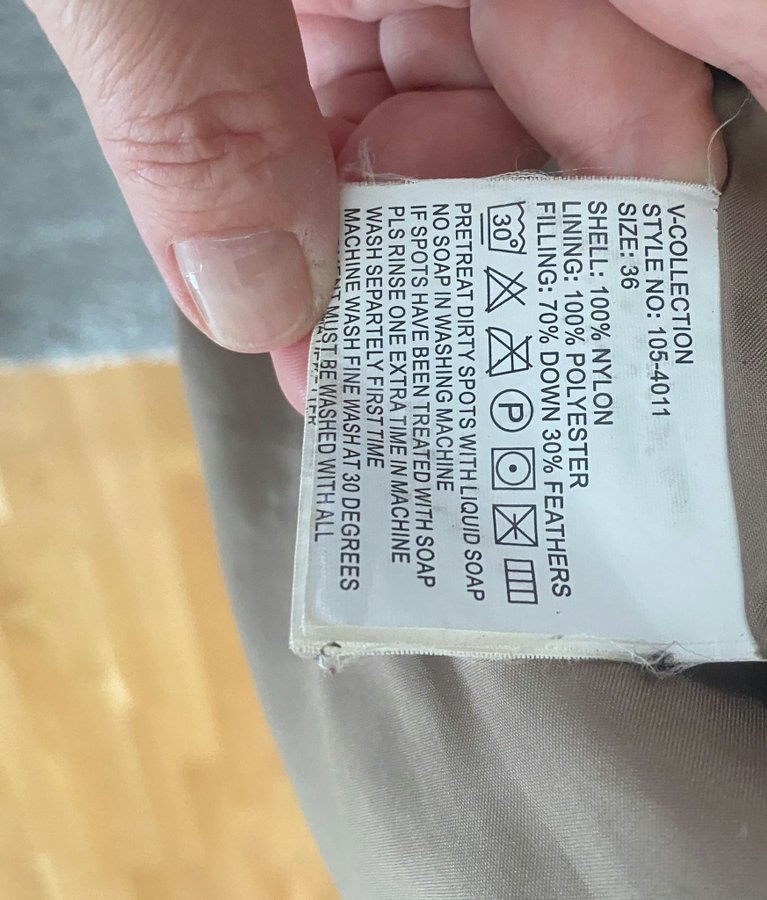 V-COLLECTION
STYLE NO: 105-4011
SIZE: 36
SHELL: 100% NYLON
LINING: 100% POLYESTER
FILLING: 70% DOWN 30% FEATHERS
30°
P
PRETREAT DIRTY SPOTS WITH LIQUID SOAP
NO SOAP IN WASHING MACHINE
IF SPOTS HAVE BEEN TREATED WITH SOAP
PLS RINSE ONE EXTRA TIME IN MACHINE
WASH SEPARTELY FIRST TIME
MACHINE WASH FINE WASH AT 30 DEGREES
MUST BE WASHED WITH ALL